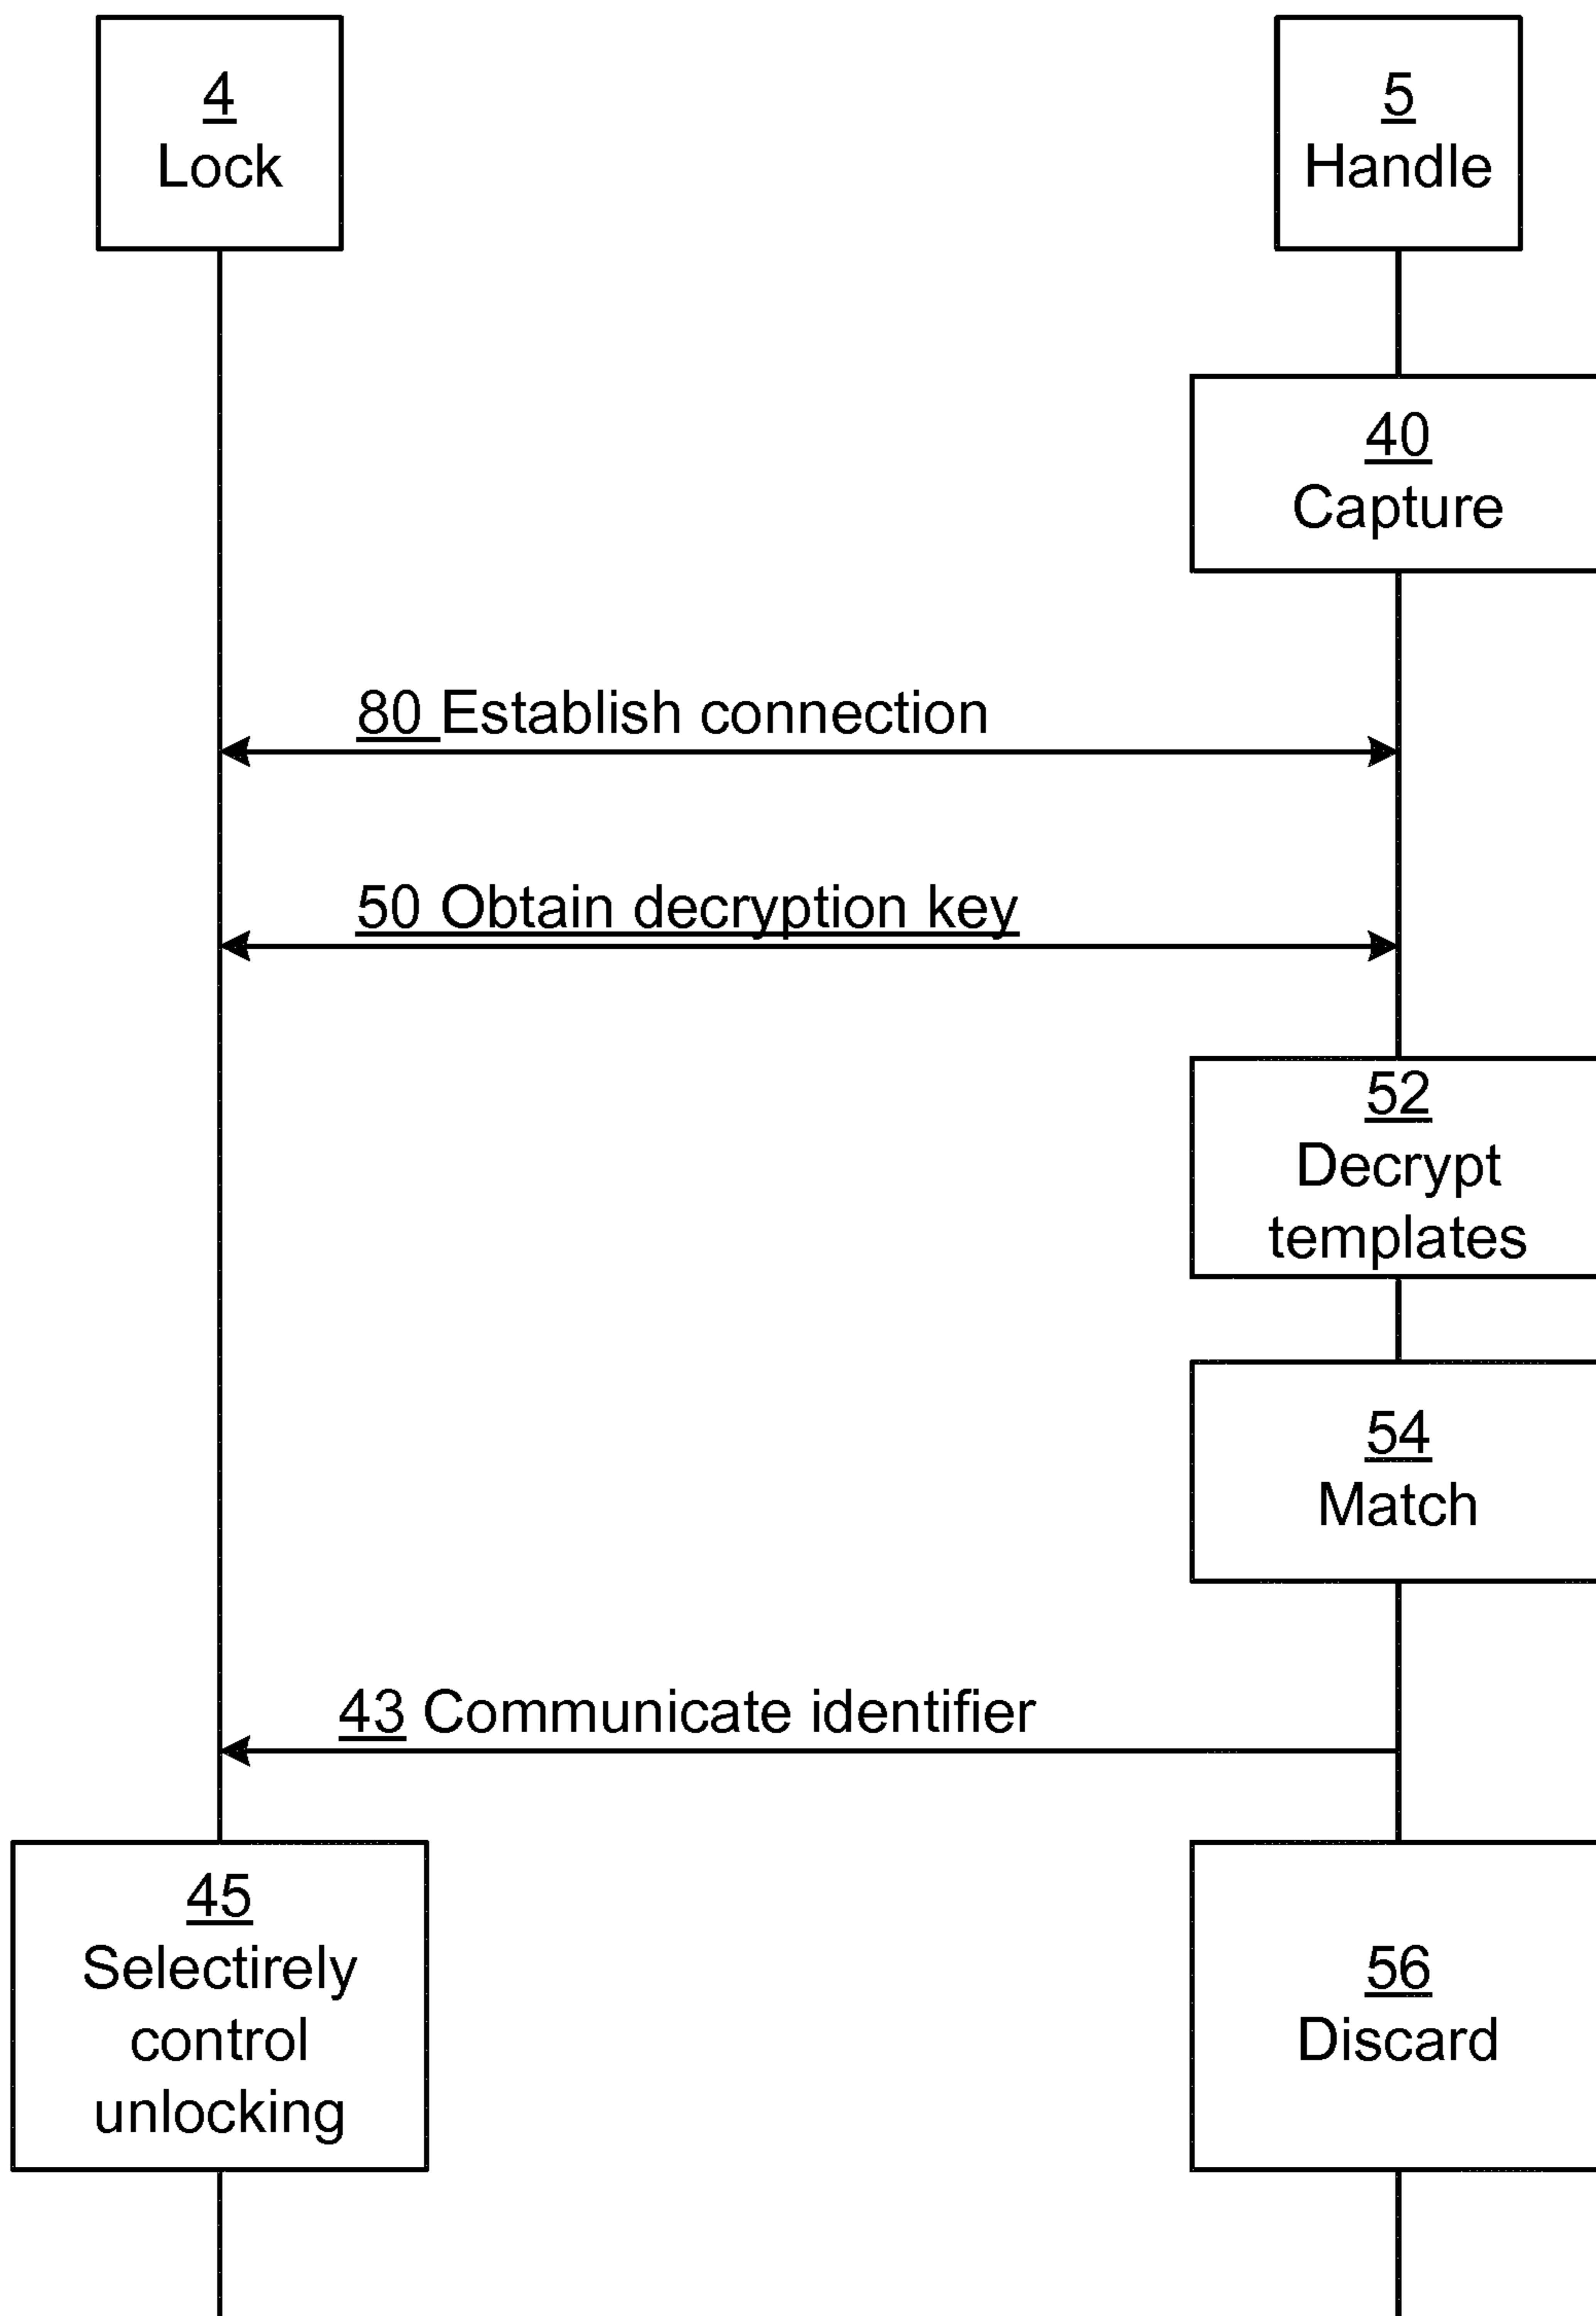 4
Lock
5
Handle
40
Capture
80 Establish connection
50 Obtain decryption key
52
Decrypt
templates
54
Match
43 Communicate identifier
45
Selectirely
control
unlocking
56
Discard